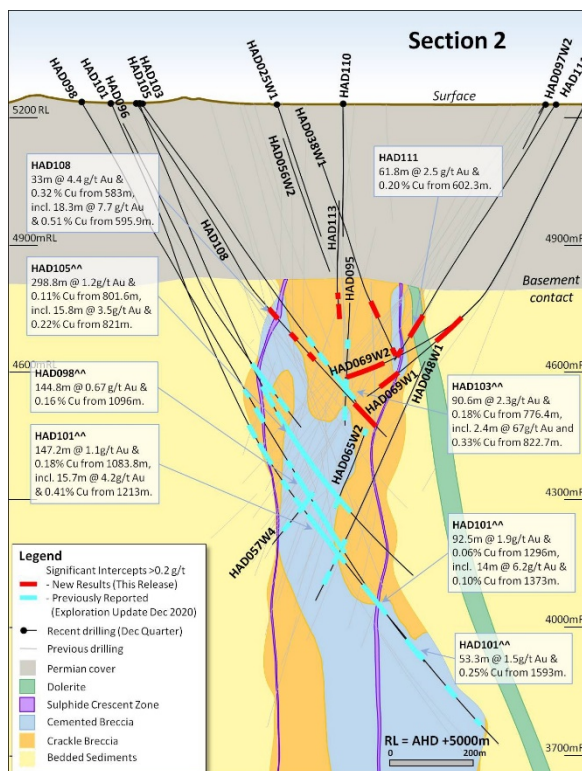 Section 2
HAD098
HAD101
HAD096
HAD103
HAD105
HAD025W1
HAD110
HAD097W2
Surface
5200 RL
HAD108
33m @ 4.4 g/t Au &
0.32 % Cu from 583m,
incl. 18.3m @ 7.7 g/t Au
& 0.51 % Cu from 595.9m.
HAD038W1
HAD056W2
HAD111
61.8m @ 2.5 g/t Au &
0.20 % Cu from 602.3m.
HAD108
HAD113
HAD095
4900mRL
4900mRL
Basement
contact
HAD105^^
298.8m @ 1.2g/t Au &
0.11% Cu from 801.6m,
incl. 15.8m @ 3.5g/t Au &
0.22% Cu from 821m.
4600mRL
4600mRL
HAD069W2
HAD069W1
HAD048W1
HAD098^^
144.8m @ 0.67 g/t Au &
0.16 % Cu from 1096m.
HAD103^^
90.6m @ 2.3g/t Au &
0.18% Cu from 776.4m,
incl. 2.4m @ 67g/t Au and
0.33% Cu from 822.7m.
HAD101^^
147.2m @ 1.1g/t Au &
0.18% Cu from 1083.8m,
incl. 15.7m @ 4.2g/t Au
& 0.41% Cu from 1213m.
HAD065W2
4300mRL
HAD057W4
HAD101^^
92.5m @ 1.9g/t Au &
0.06% Cu 1296m,
incl. 14m @ 6.2g/t Au &
0.10% Cu from 1373m.
4000mRL
HAD101^^
53.3m @ 1.5g/t Au &
0.25% Cu from 1593m.
Legend
Significant Intercepts >0.2 g/t
- New Results (This Release)
- Previously Reported
(Exploration Update Dec 2020)
Recent drilling (Dec Quarter)
Previous drilling
Permian cover
Dolerite
Sulphide Crescent Zone
Cemented Breccia
Crackle Breccia
Bedded Sediments
RL = AHD +5000m
0
200m
3700mRL